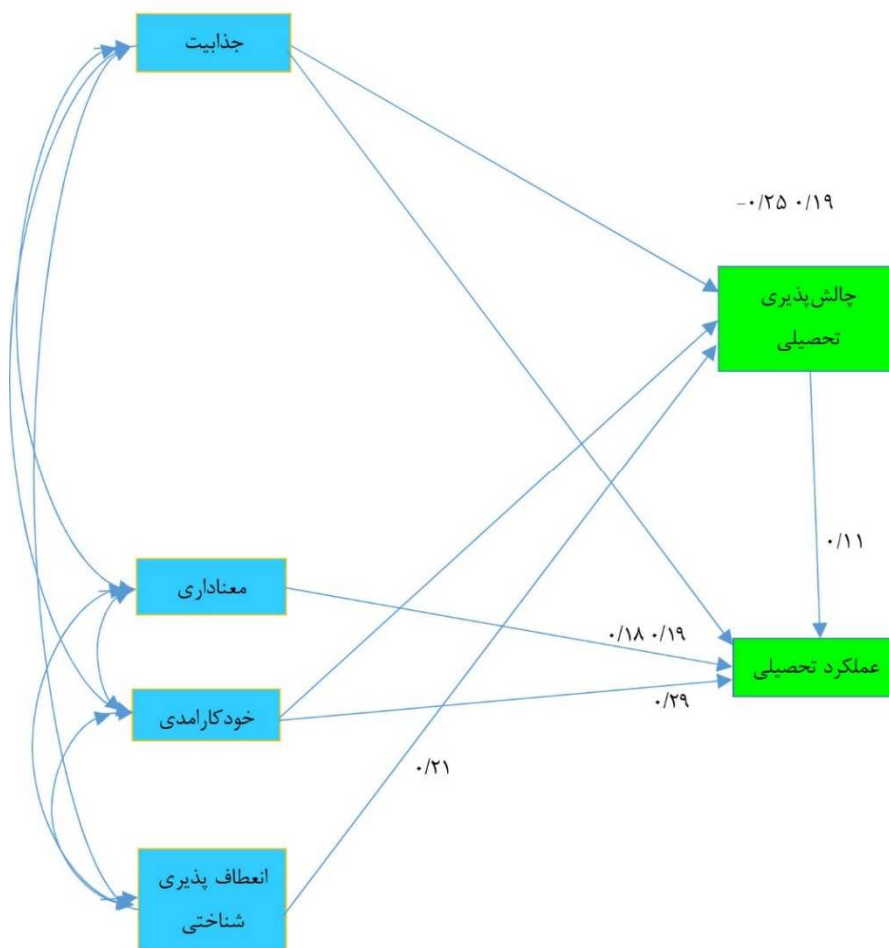 جذابیت
-۰/۲۵ ۰/۱۹
چالش‌پذیری
تحصیلی
۰/۱۱
معناداری
۰/۱۸ ۰/۱۹
عملکرد تحصیلی
خودکارامدی
۰/۲۹
۰/۲۱
انعطاف پذیری
شناختی